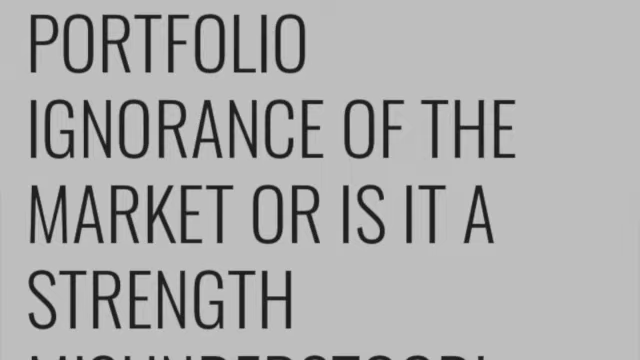 PORTFOLIO
IGNORANCE OF THE
MARKET OR IS IT A
STRENGTH